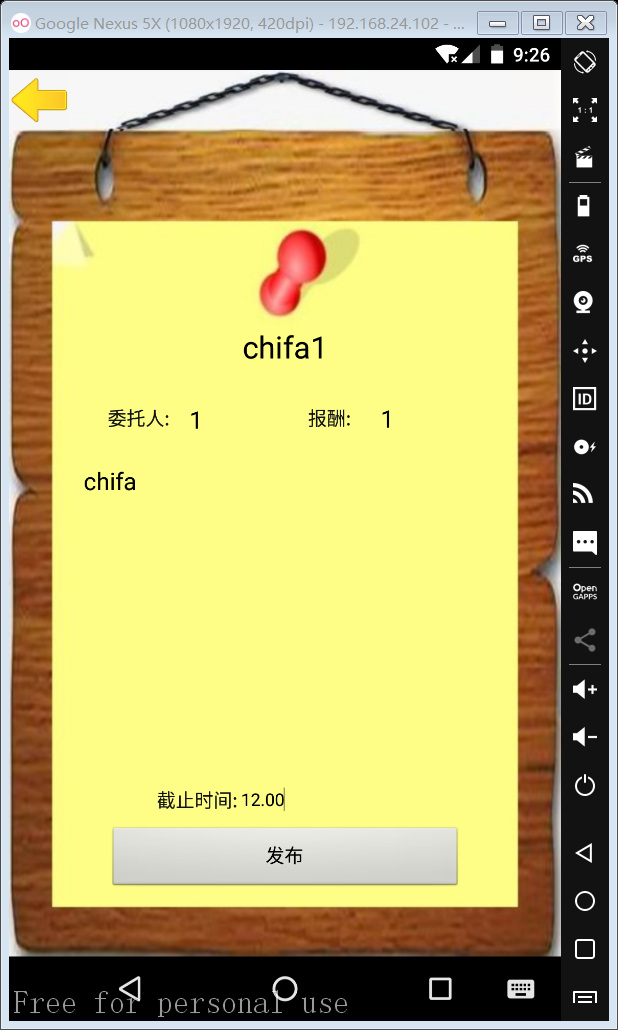 Google Nexus 5X (1080x1920, 420dpi) - 192.168.24.102 - ...
9:26
1:1
GPS
chifa1
委托人: 1 报酬: 1
ID
chifa
Open
GAPPS
截止时间: 12.00
发布
Free for personal use